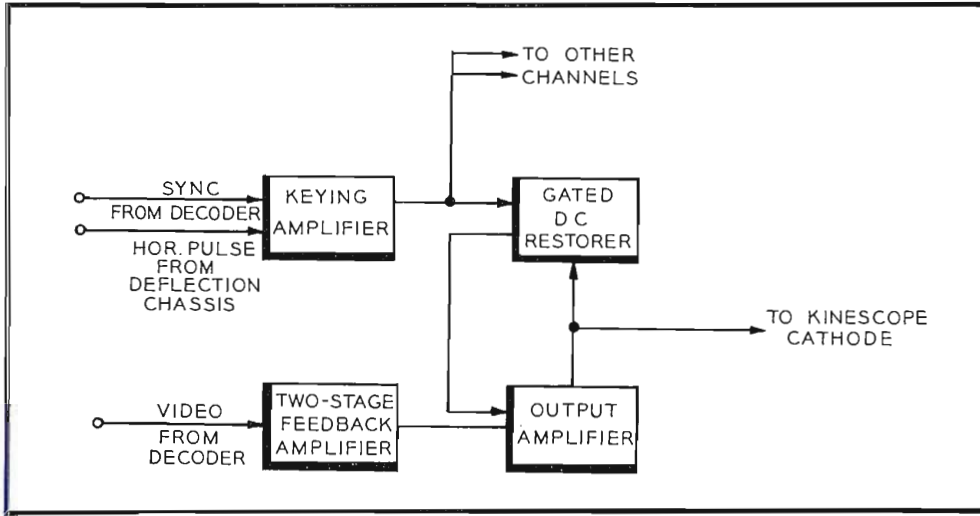 TO OTHER
CHANNELS
SYNC
FROM DECODER
HOR. PULSE
FROM
DEFLECTION
CHASSIS
KEYING
AMPLIFIER
GATED
DC
RESTORER
TO KINESCOPE
CATHODE
VIDEO
FROM
DECODER
TWO-STAGE
FEEDBACK
AMPLIFIER
OUTPUT
AMPLIFIER